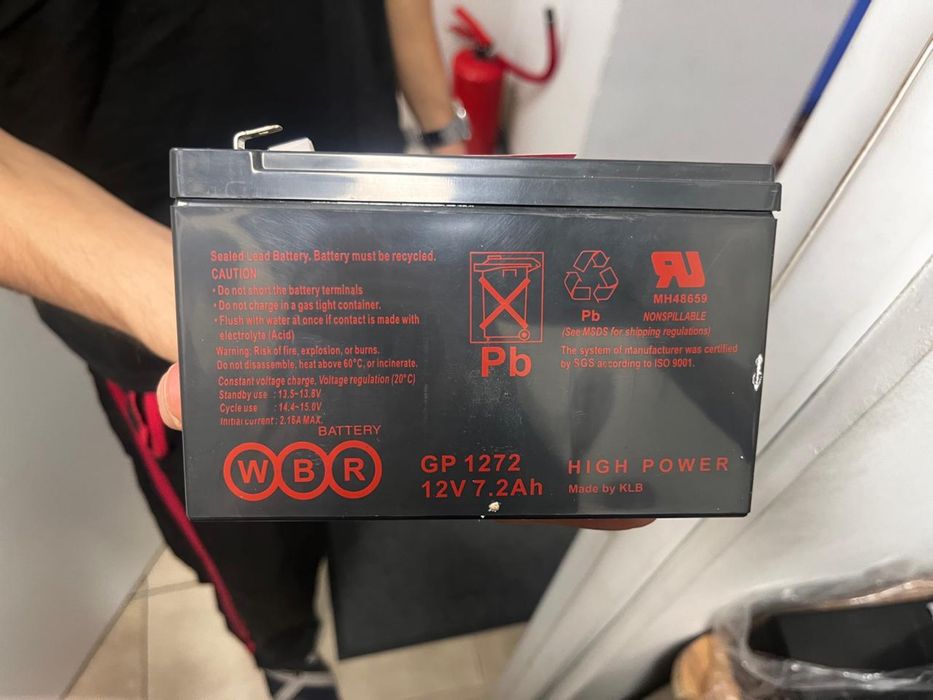 Sealed Lead Battery. Battery must be recycled.
CAUTION
• Do not short the battery terminals
• Do not charge in a gas tight container.
• Flush with water at once if contact is made with
electrolyte (Acid)
Warning: Risk of fire, explosion, or burns.
Do not disassemble, heat above 60°C, or incinerate.
Constant voltage charge, Voltage regulation (20°C)
Standby use : 13.5~13.8V
Cycle use : 14.4~15.0V
Initial current : 2.16A MAX.
Pb
Pb
RU
MH48659
NONSPILLABLE
(See MSDS for shipping regulations)
The system of manufacturer was certified
by SGS according to ISO 9001.
BATTERY
WBR
GP 1272
12V 7.2Ah
HIGH POWER
Made by KLB